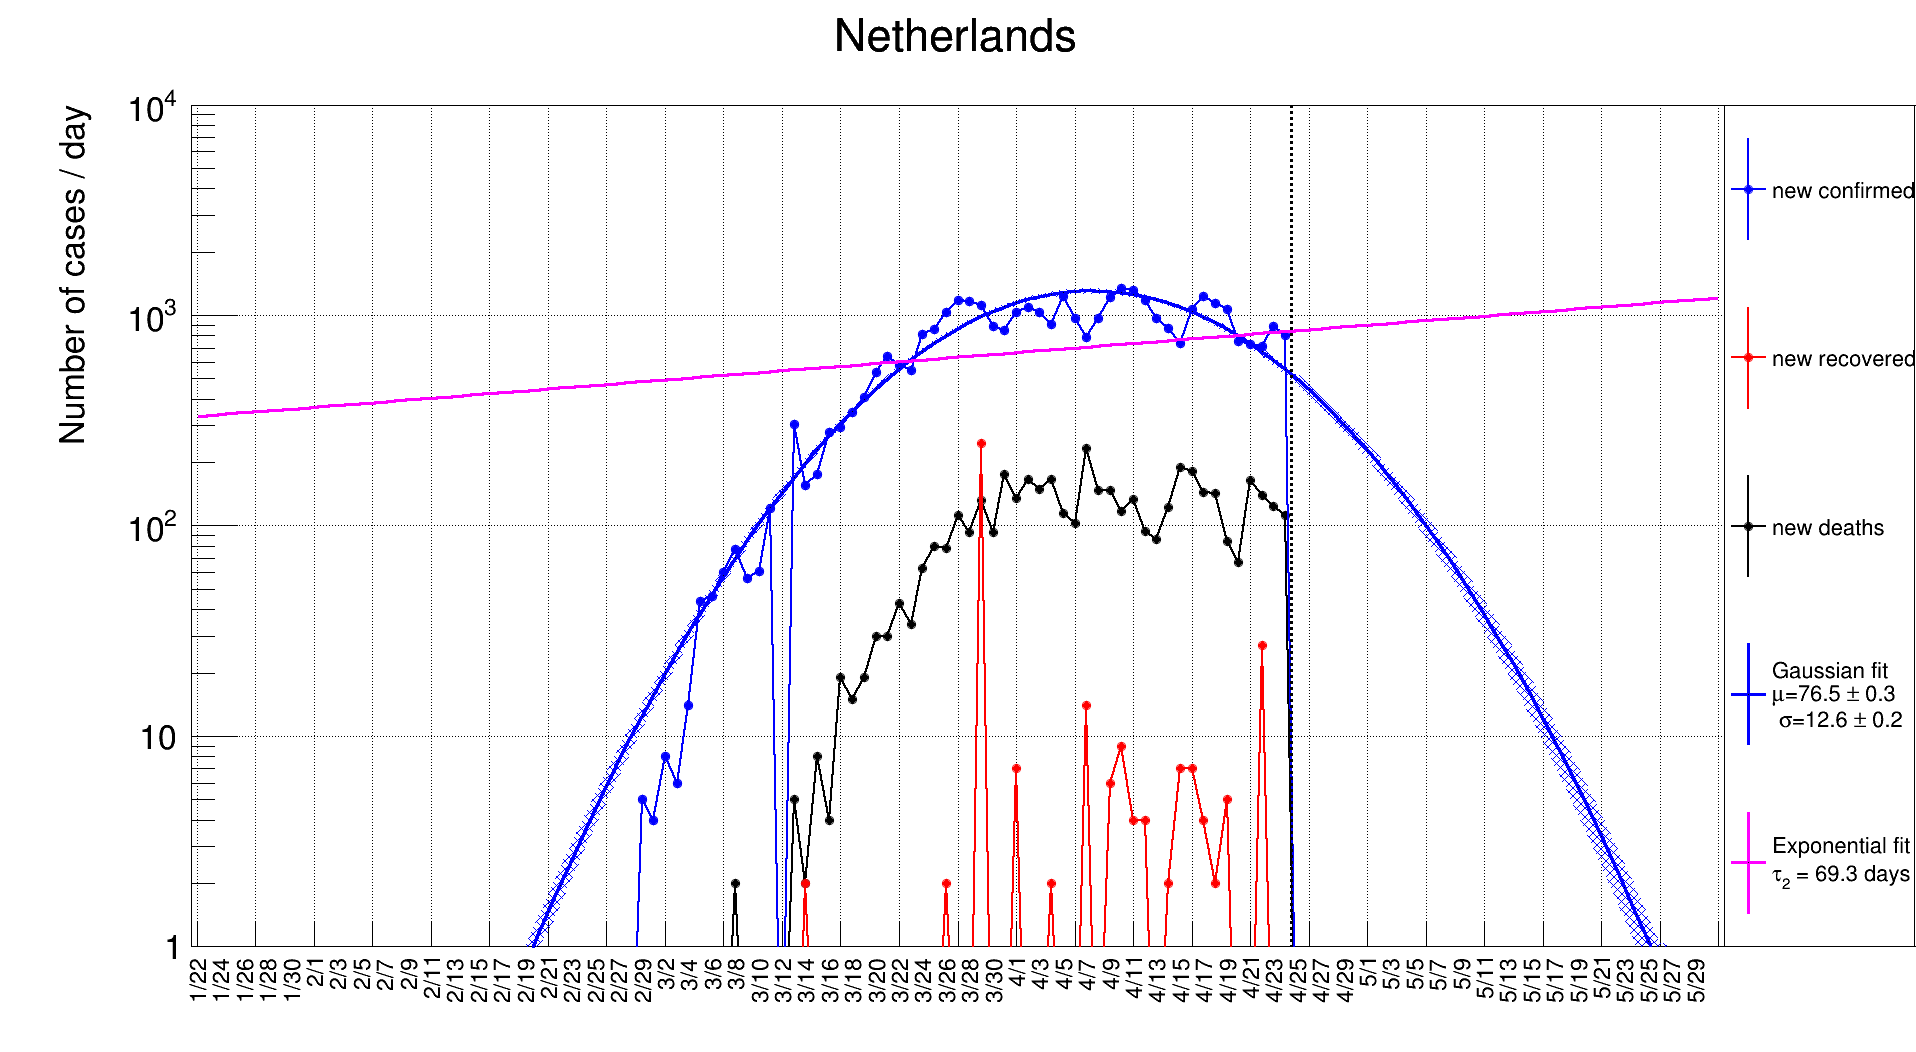 Netherlands
Number of cases / day
10⁴
10³
10²
10
1
1/22 1/24 1/26 1/28 1/30 2/1 2/3 2/5 2/7 2/9 2/11 2/13 2/15 2/17 2/19 2/21 2/23 2/25 2/27 2/29 3/2 3/4 3/6 3/8 3/10 3/12 3/14 3/16 3/18 3/20 3/22 3/24 3/26 3/28 3/30 4/1 4/3 4/5 4/7 4/9 4/11 4/13 4/15 4/17 4/19 4/21 4/23 4/25 4/27 4/29 5/1 5/3 5/5 5/7 5/9 5/11 5/13 5/15 5/17 5/19 5/21 5/23 5/25 5/27 5/29
new confirmed
new recovered
new deaths
Gaussian fit
μ=76.5 ± 0.3
σ=12.6 ± 0.2
Exponential fit
τ₂ = 69.3 days